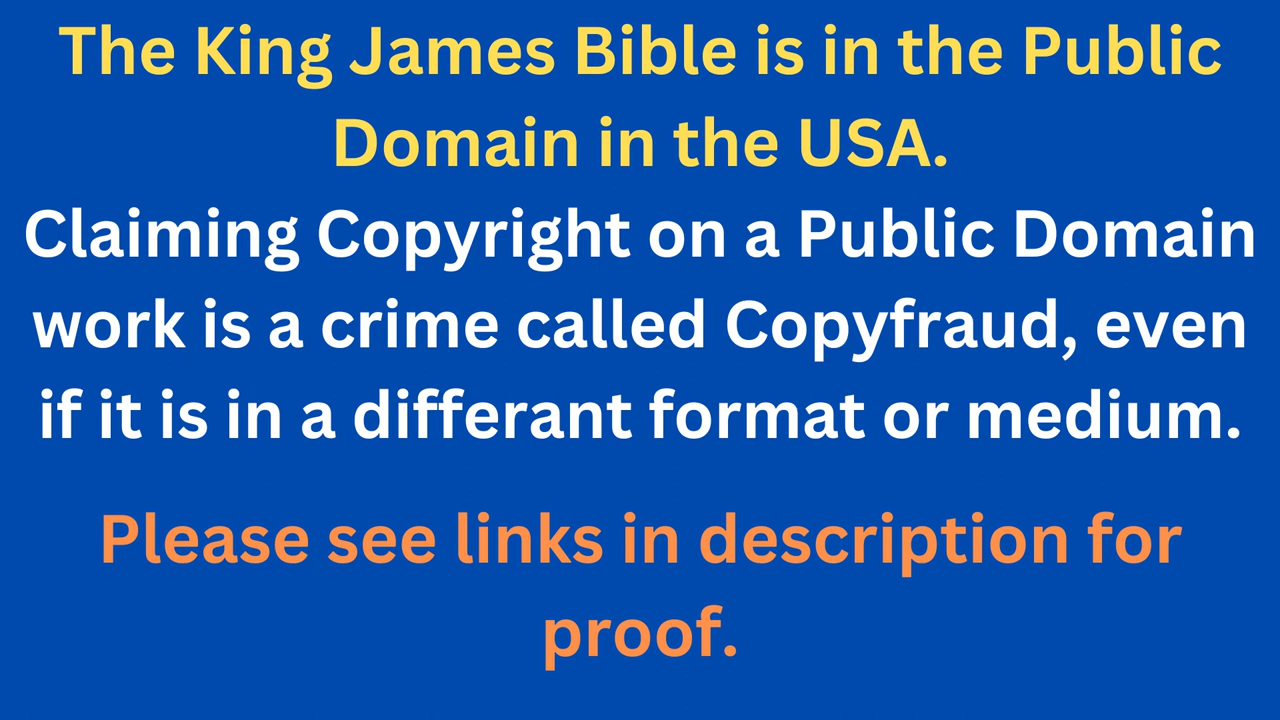 The King James Bible is in the Public
Domain in the USA.
Claiming Copyright on a Public Domain
work is a crime called Copyfraud, even
if it is in a differant format or medium.
Please see links in description for
proof.